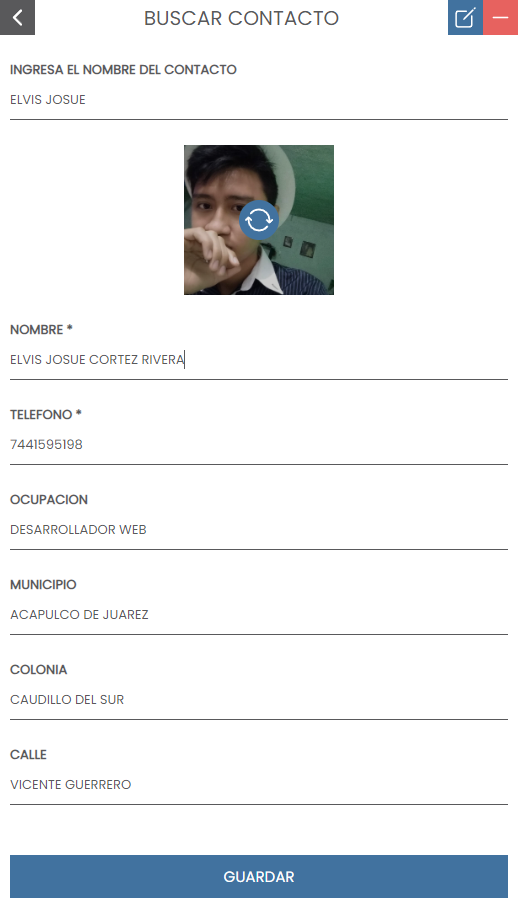 BUSCAR CONTACTO
INGRESA EL NOMBRE DEL CONTACTO
ELVIS JOSUE
NOMBRE *
ELVIS JOSUE CORTEZ RIVERA
TELEFONO *
7441595198
OCUPACION
DESARROLLADOR WEB
MUNICIPIO
ACAPULCO DE JUAREZ
COLONIA
CAUDILLO DEL SUR
CALLE
VICENTE GUERRERO
GUARDAR